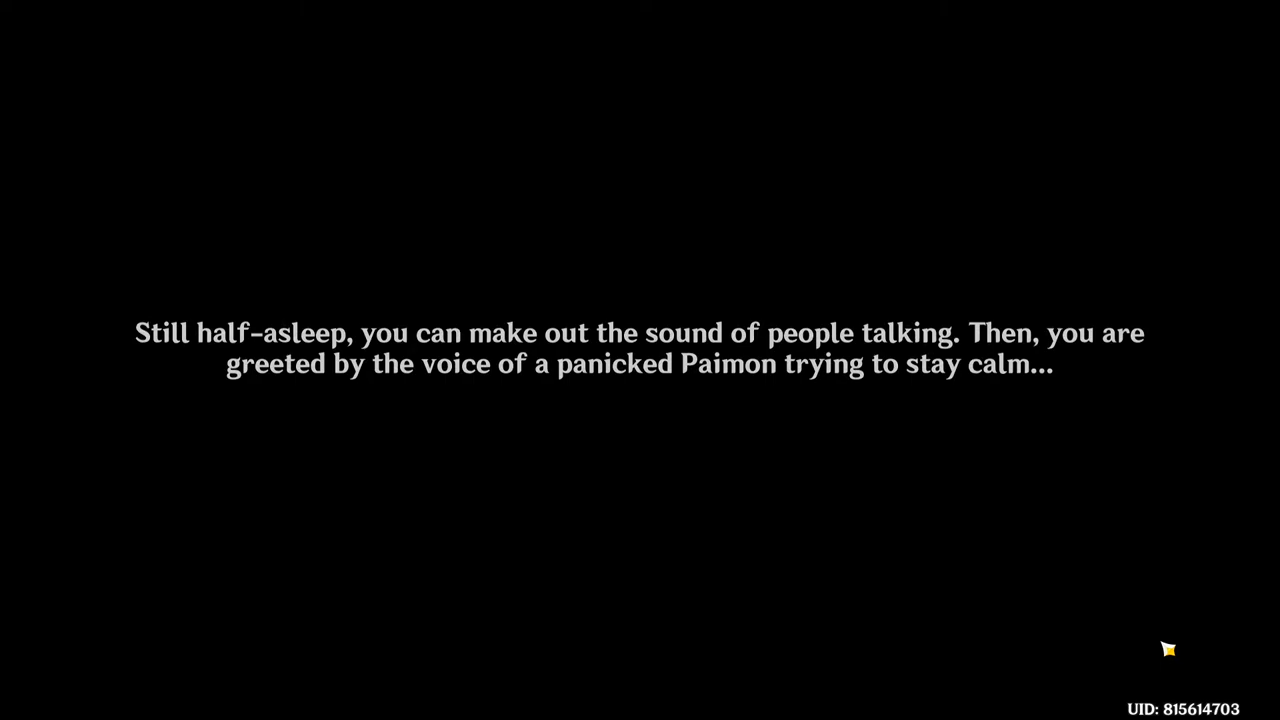 Still half-asleep, you can make out the sound of people talking. Then, you are
greeted by the voice of a panicked Paimon trying to stay calm...
UID: 815614703